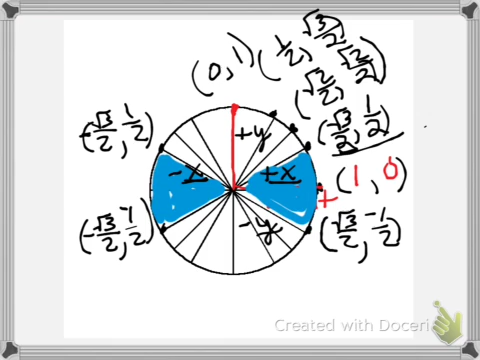 (0, 1)
(1/2, √3/2)
(√2/2, √2/2)
(-√3/2, 1/2)
(√3/2, 1/2)
+y
-x
+x
+
(1, 0)
-y
(-√3/2, -1/2)
(√3/2, -1/2)
Created with Doceri